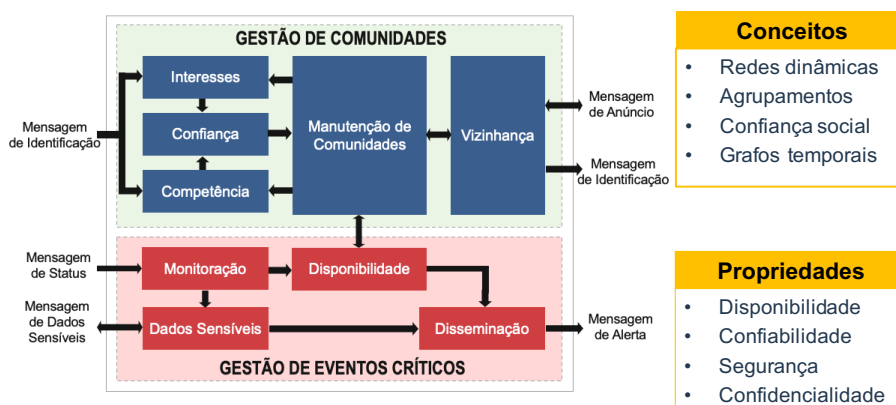 GESTÃO DE COMUNIDADES
Interesses
Confiança
Competência
Manutenção de
Comunidades
Vizinhança
Mensagem
de Identificação
Mensagem
de Anúncio
Mensagem
de Identificação
Mensagem
de Status
Monitoração
Disponibilidade
Mensagem
de Dados
Sensíveis
Dados Sensíveis
Disseminação
Mensagem
de Alerta
GESTÃO DE EVENTOS CRÍTICOS
Conceitos
• Redes dinâmicas
• Agrupamentos
• Confiança social
• Grafos temporais
Propriedades
• Disponibilidade
• Confiabilidade
• Segurança
• Confidencialidade